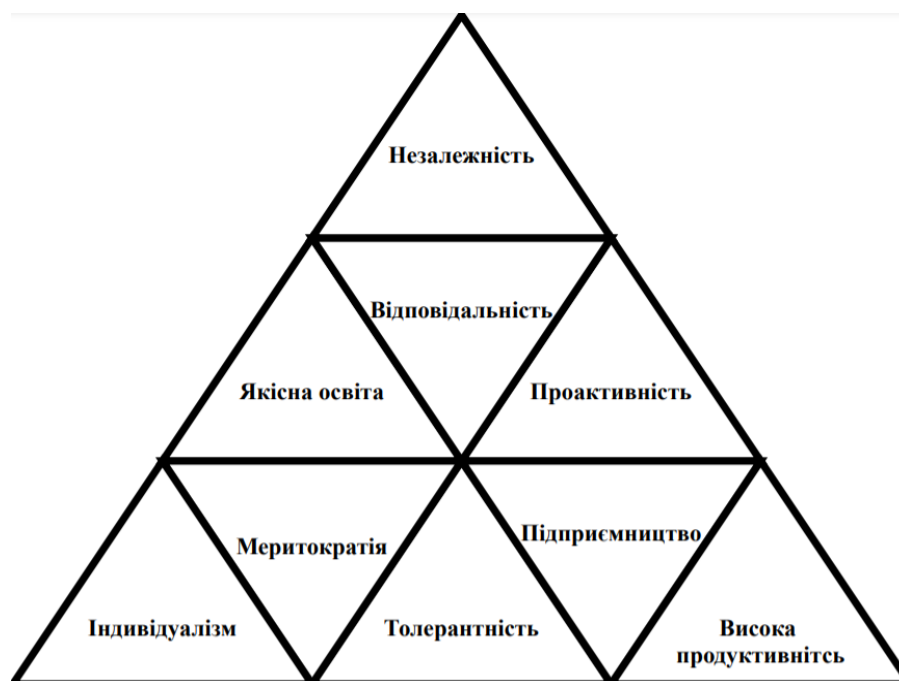 Незалежність
Відповідальність
Якісна освіта
Проактивність
Підприємництво
Меритократія
Індивідуалізм
Толерантність
Висока
продуктивнітсь